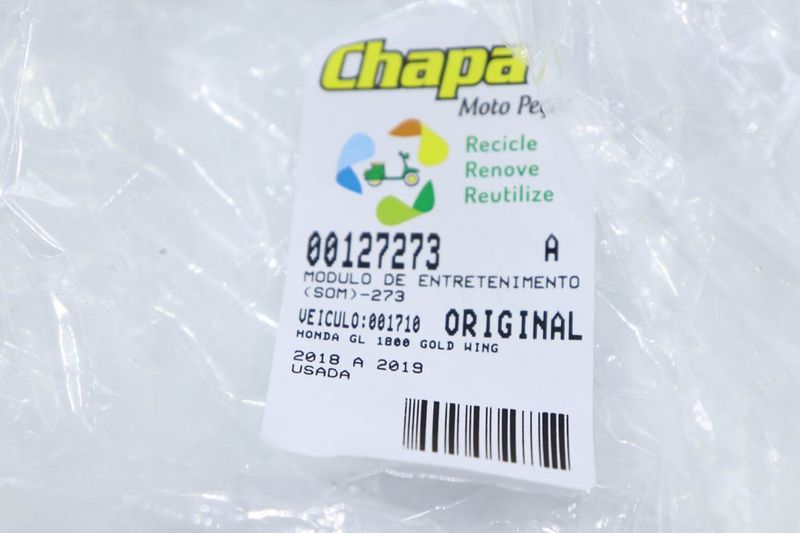 Chapa
Moto
Recicle
Renove
Reutilize
00127273 A
MODULO DE ENTRETENIMENTO
(SOM)-273
VEICULO:001710 ORIGINAL
HONDA GL 1800 GOLD WING
2018 A 2019
USADA